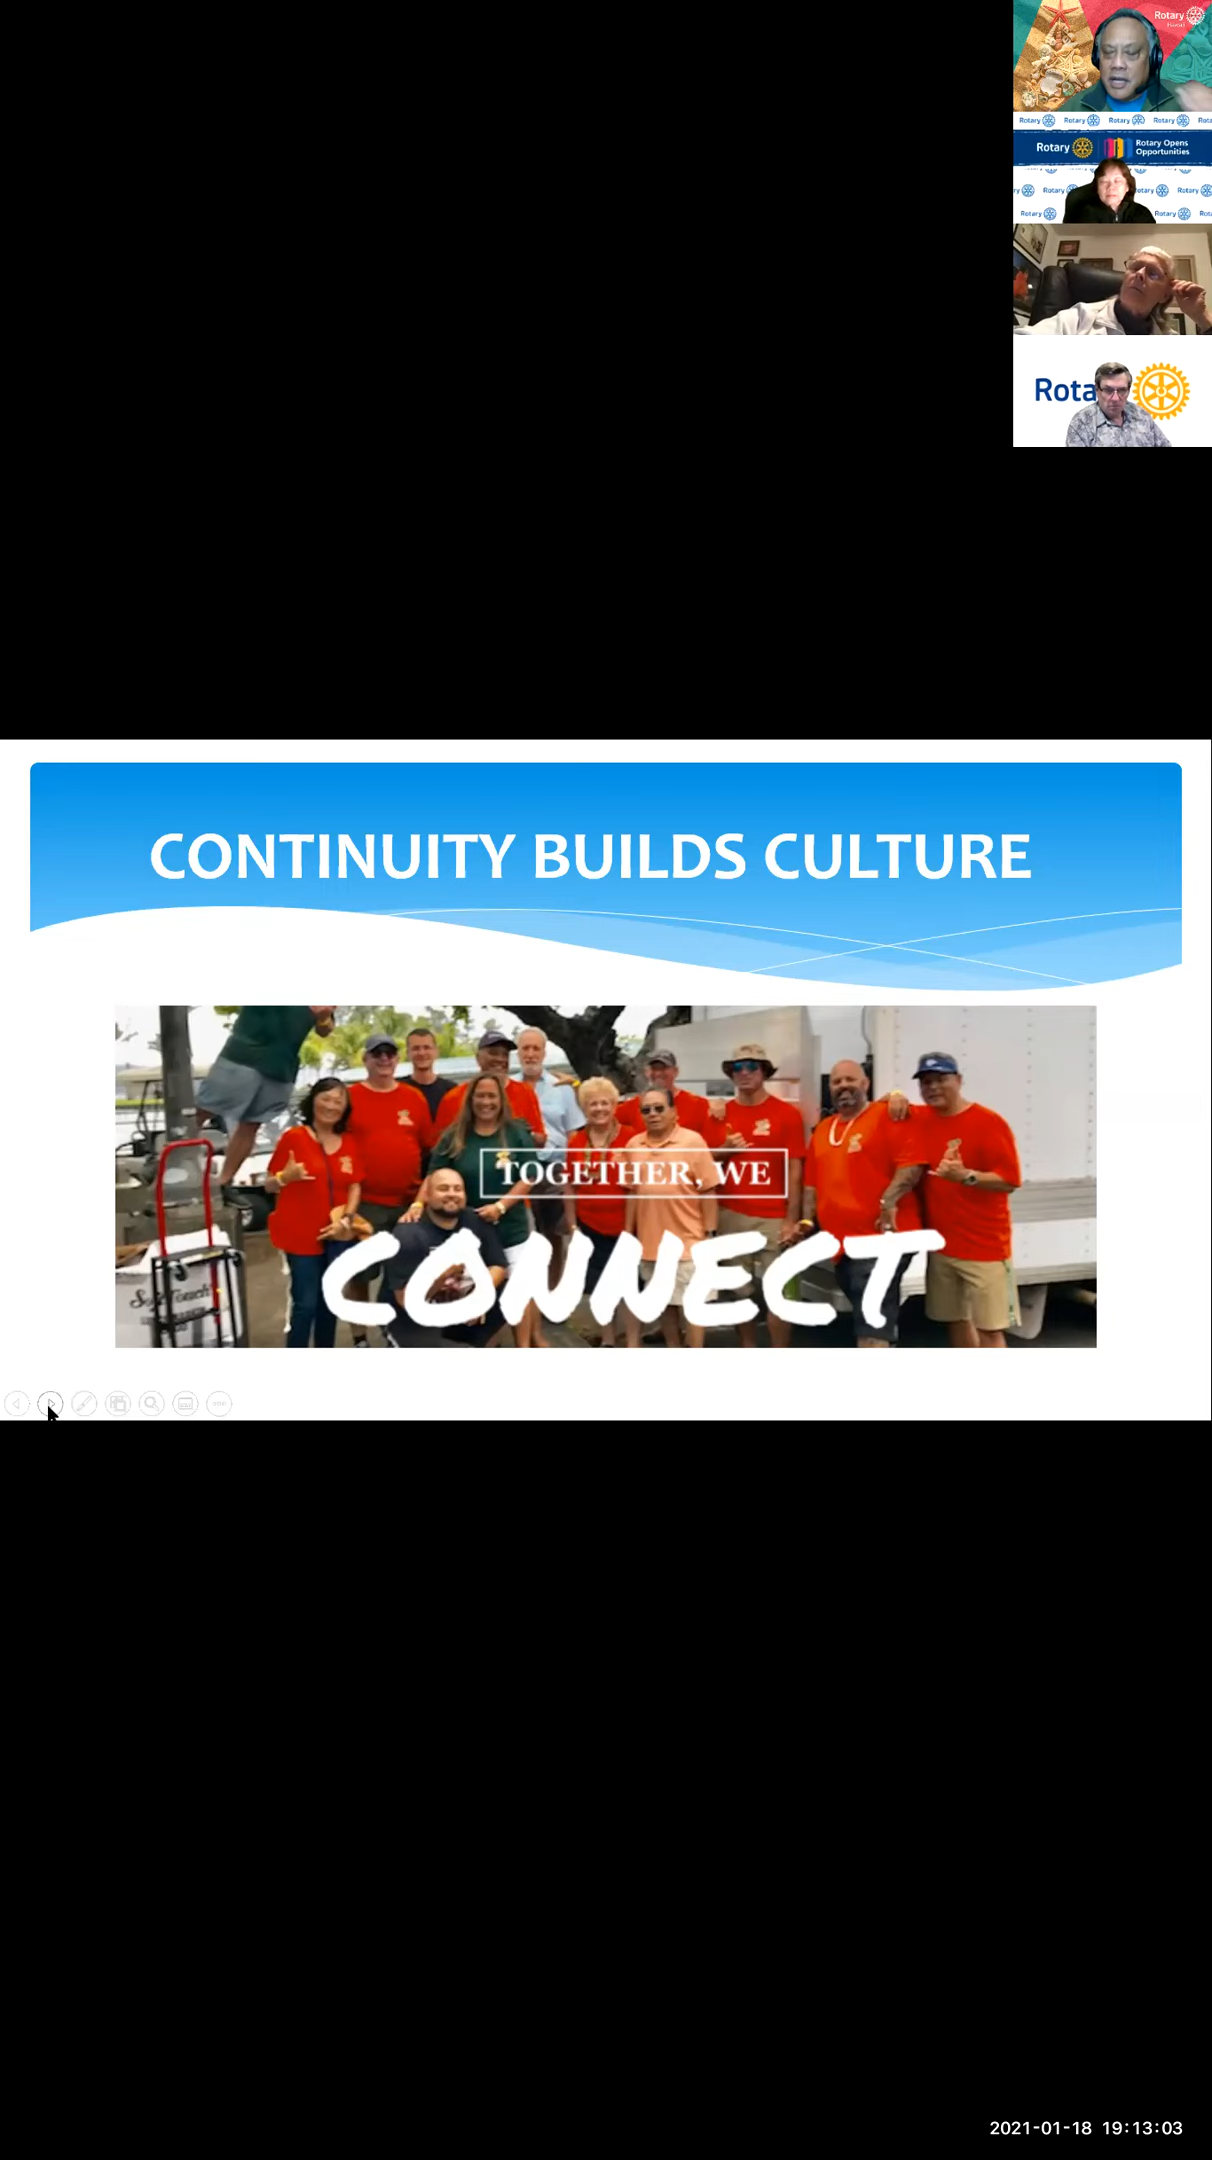 Rotary
Rotary Rotary Rotary Rotary
Rotary Rotary Opens
Opportunities
Rotary Rotary Rotary
Rotary Rotary
Rota
CONTINUITY BUILDS CULTURE
TOGETHER, WE
CONNECT
2021-01-18 19:13:03